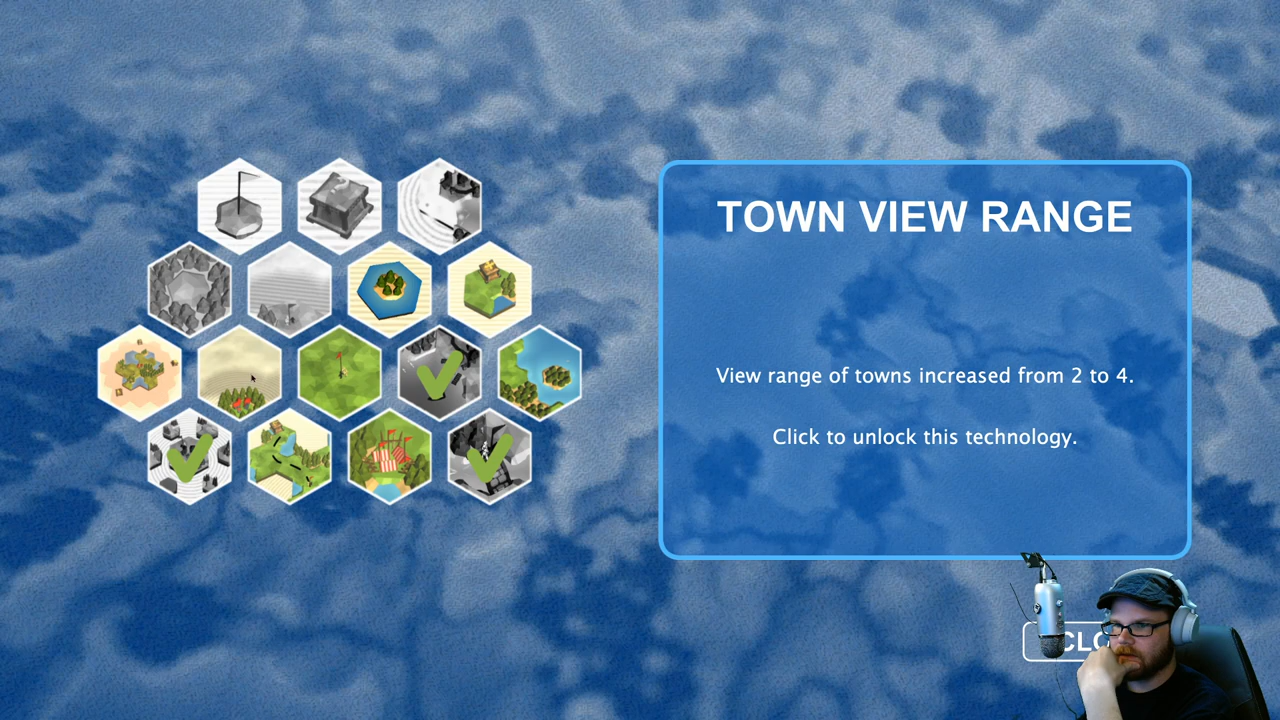 TOWN VIEW RANGE
View range of towns increased from 2 to 4.
Click to unlock this technology.